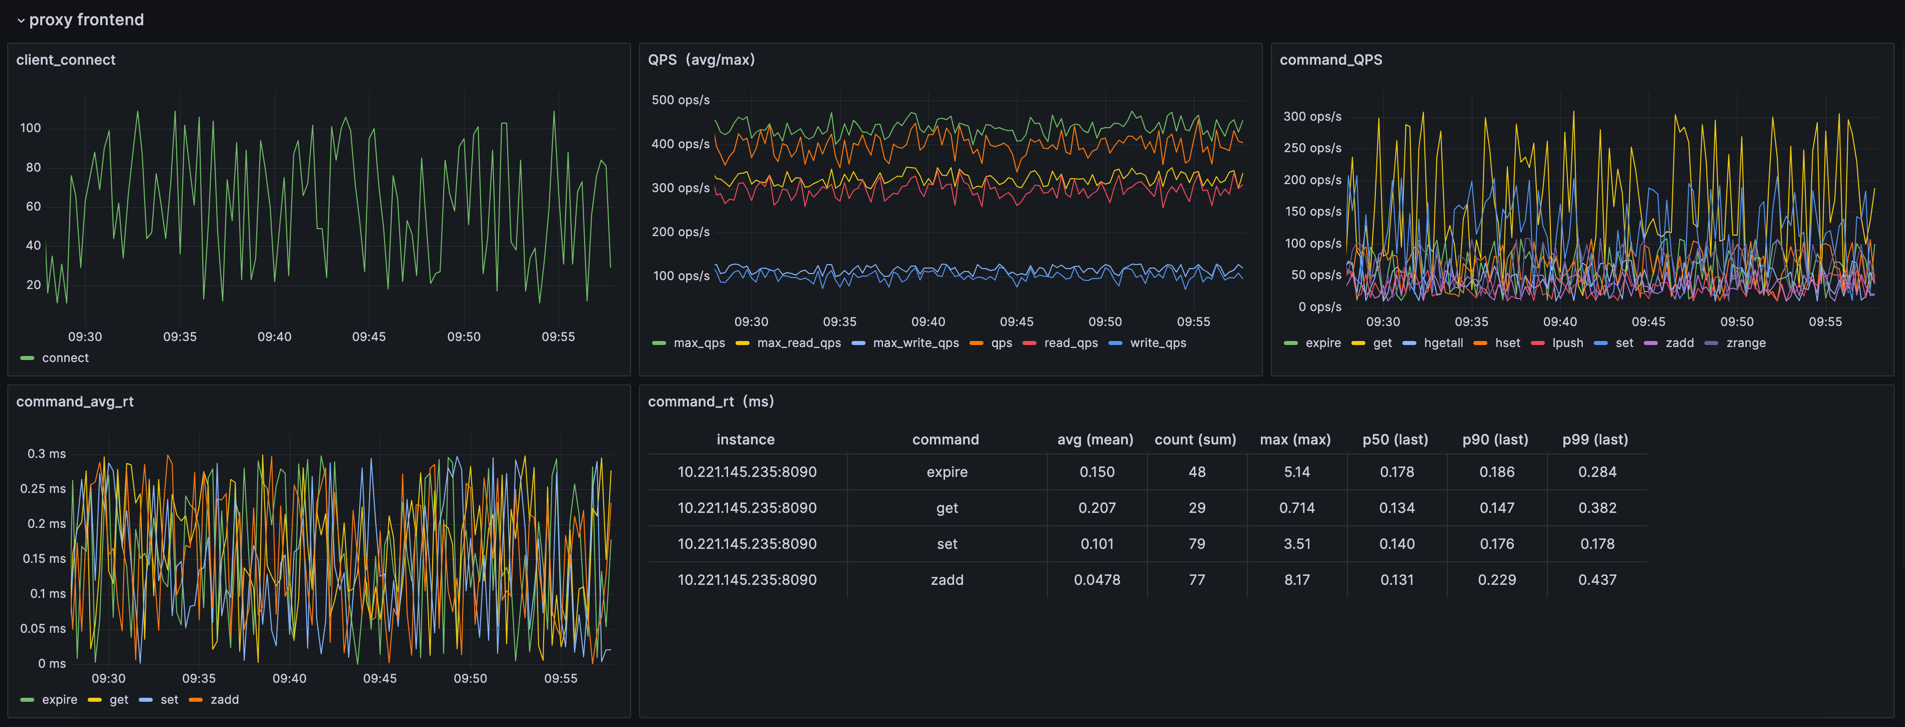 proxy frontend
client_connect
100
80
60
40
20
09:30 09:35 09:40 09:45 09:50 09:55
connect
QPS (avg/max)
500 ops/s
400 ops/s
300 ops/s
200 ops/s
100 ops/s
09:30 09:35 09:40 09:45 09:50 09:55
max_qps max_read_qps max_write_qps qps read_qps write_qps
command_QPS
300 ops/s
250 ops/s
200 ops/s
150 ops/s
100 ops/s
50 ops/s
0 ops/s
09:30 09:35 09:40 09:45 09:50 09:55
expire get hgetall hset lpush set zadd zrange
command_avg_rt
0.3 ms
0.25 ms
0.2 ms
0.15 ms
0.1 ms
0.05 ms
0 ms
09:30 09:35 09:40 09:45 09:50 09:55
expire get set zadd
command_rt (ms)
instance command avg (mean) count (sum) max (max) p50 (last) p90 (last) p99 (last)
10.221.145.235:8090 expire 0.150 48 5.14 0.178 0.186 0.284
10.221.145.235:8090 get 0.207 29 0.714 0.134 0.147 0.382
10.221.145.235:8090 set 0.101 79 3.51 0.140 0.176 0.178
10.221.145.235:8090 zadd 0.0478 77 8.17 0.131 0.229 0.437